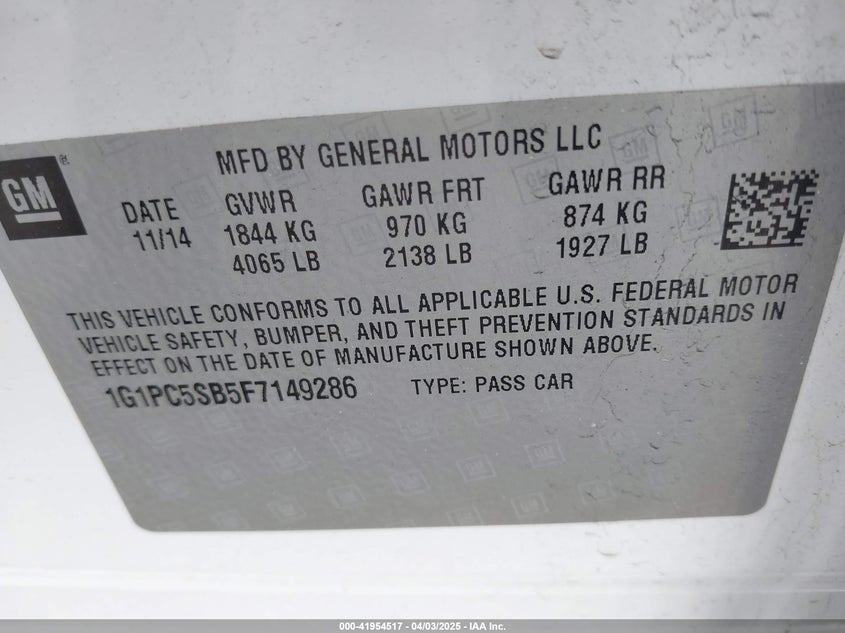 GM
MFD BY GENERAL MOTORS LLC
DATE GVWR GAWR FRT GAWR RR
11/14 1844 KG 970 KG 874 KG
4065 LB 2138 LB 1927 LB
THIS VEHICLE CONFORMS TO ALL APPLICABLE U.S. FEDERAL MOTOR
VEHICLE SAFETY, BUMPER, AND THEFT PREVENTION STANDARDS IN
EFFECT ON THE DATE OF MANUFACTURE SHOWN ABOVE.
1G1PC5SB5F7149286 TYPE: PASS CAR
000-41954517 - 04/03/2025 - IAA Inc.